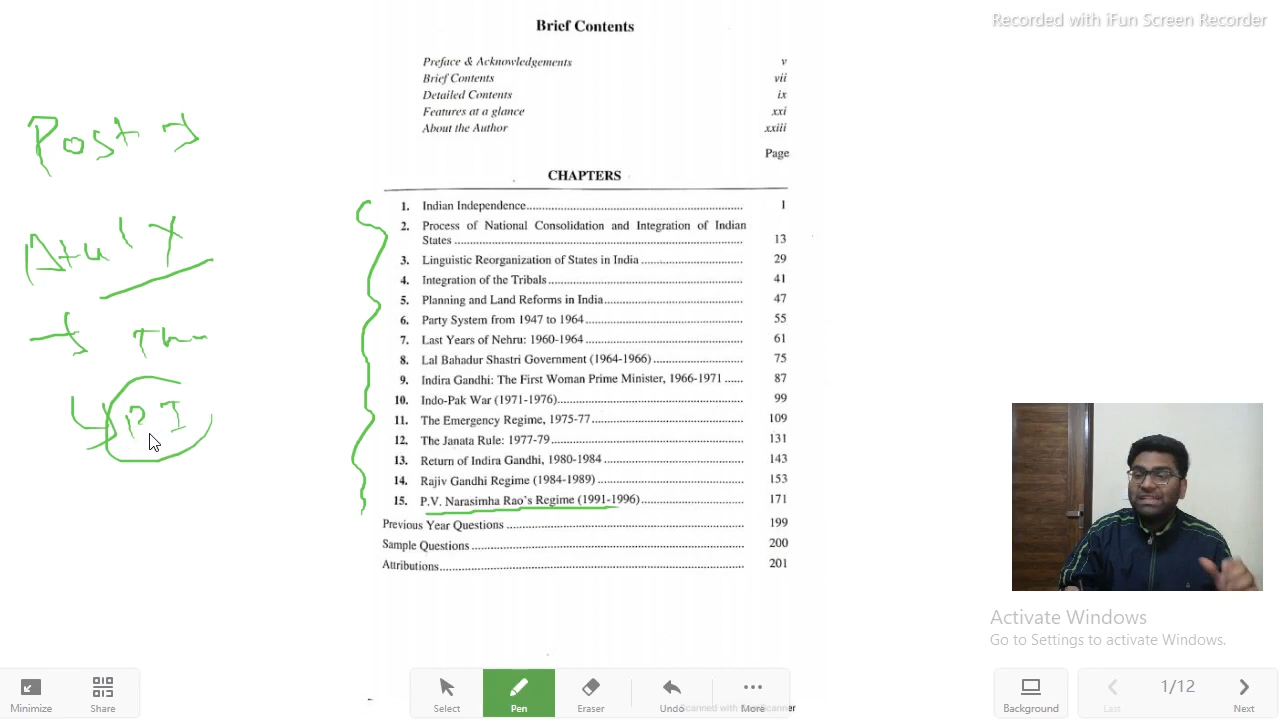 Recorded with iFun Screen Recorder
Brief Contents
Preface & Acknowledgements v
Brief Contents vii
Detailed Contents ix
Features at a glance xxi
About the Author xxiii
Page
CHAPTERS
1. Indian Independence 1
2. Process of National Consolidation and Integration of Indian
States 13
3. Linguistic Reorganization of States in India 29
4. Integration of the Tribals 41
5. Planning and Land Reforms in India 47
6. Party System from 1947 to 1964 55
7. Last Years of Nehru: 1960-1964 61
8. Lal Bahadur Shastri Government (1964-1966) 75
9. Indira Gandhi: The First Woman Prime Minister, 1966-1971 87
10. Indo-Pak War (1971-1976) 99
11. The Emergency Regime, 1975-77 109
12. The Janata Rule: 1977-79 131
13. Return of Indira Gandhi, 1980-1984 143
14. Rajiv Gandhi Regime (1984-1989) 153
15. P.V. Narasimha Rao's Regime (1991-1996) 171
Previous Year Questions 199
Sample Questions 200
Attributions 201
Post
Activate Windows
Go to Settings to activate Windows.
Minimize
Share
Select
Pen
Eraser
Undo
More
Background
Last
1/12
Next